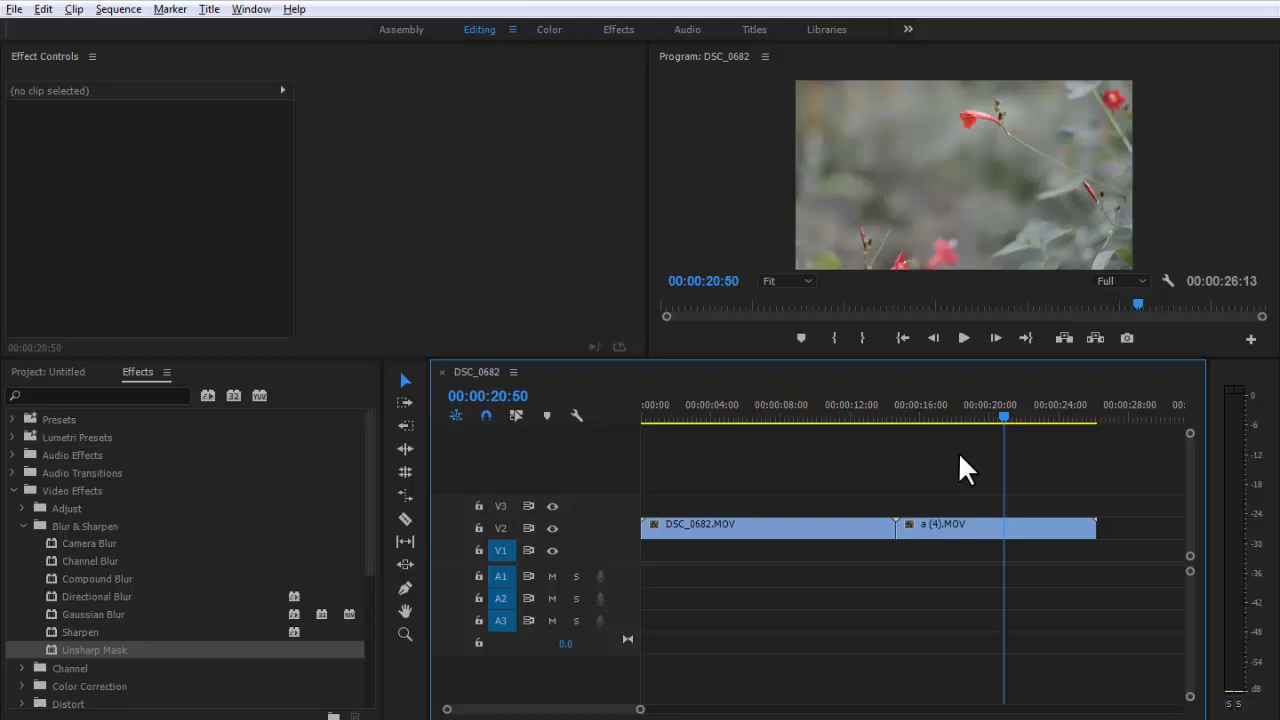 File Edit Clip Sequence Marker Title Window Help
Assembly Editing Color Effects Audio Titles Libraries
Effect Controls
(no clip selected)
00:00:20:50
Program: DSC_0682
00:00:20:50 Fit Full 00:00:26:13
Project: Untitled Effects
Presets
Lumetri Presets
Audio Effects
Audio Transitions
Video Effects
Adjust
Blur & Sharpen
Camera Blur
Channel Blur
Compound Blur
Directional Blur
Gaussian Blur
Sharpen
Unsharp Mask
Channel
Color Correction
Distort
32 YUV
× DSC_0682
00:00:20:50
:00:00 00:00:04:00 00:00:08:00 00:00:12:00 00:00:16:00 00:00:20:00 00:00:24:00 00:00:28:00 00:
V3
V2 DSC_0682.MOV a (4).MOV
V1
A1 M S
A2 M S
A3 M S
0.0
0
-6
-12
-18
-24
-30
-36
-42
-48
-54
dB
S S